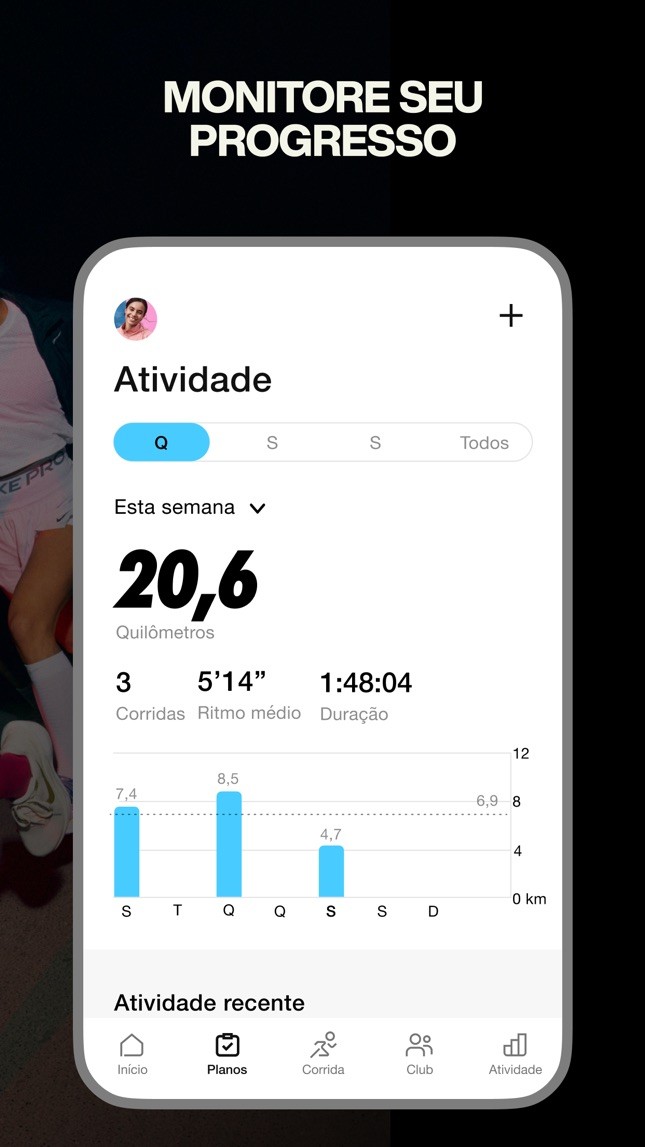 MONITORE SEU
PROGRESSO
KE PRO
Atividade
Q S S Todos
Esta semana
20,6
Quilômetros
3 5’14” 1:48:04
Corridas Ritmo médio Duração
12
8,5
7,4 6,9 8
4,7
4
0 km
S T Q Q S S D
Atividade recente
Início Planos Corrida Club Atividade